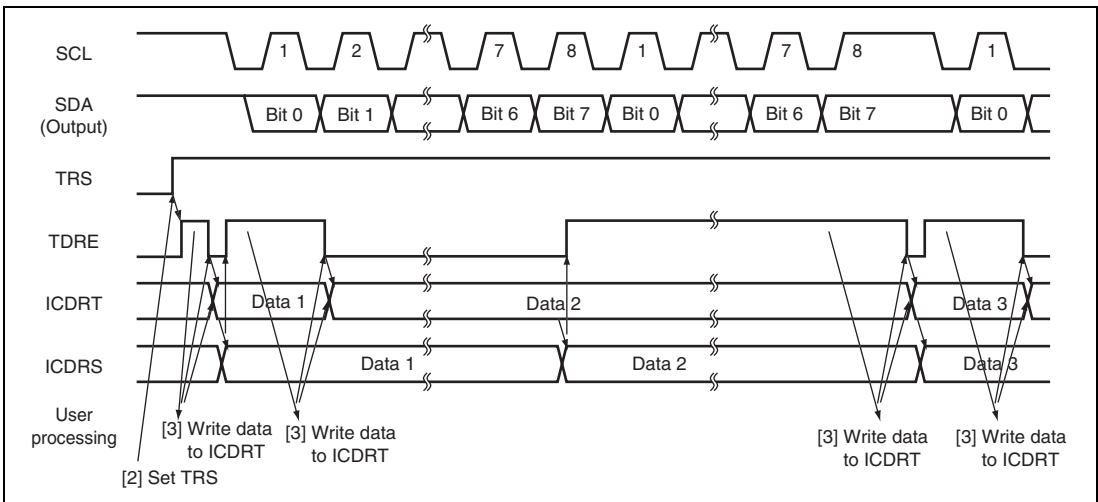 SCL
1 2 7 8 1 7 8 1
SDA
(Output)
Bit 0 Bit 1 Bit 6 Bit 7 Bit 0 Bit 6 Bit 7 Bit 0
TRS
TDRE
ICDRT
Data 1 Data 2 Data 3
ICDRS
Data 1 Data 2 Data 3
User
processing
[3] Write data
to ICDRT
[3] Write data
to ICDRT
[3] Write data
to ICDRT
[3] Write data
to ICDRT
[2] Set TRS